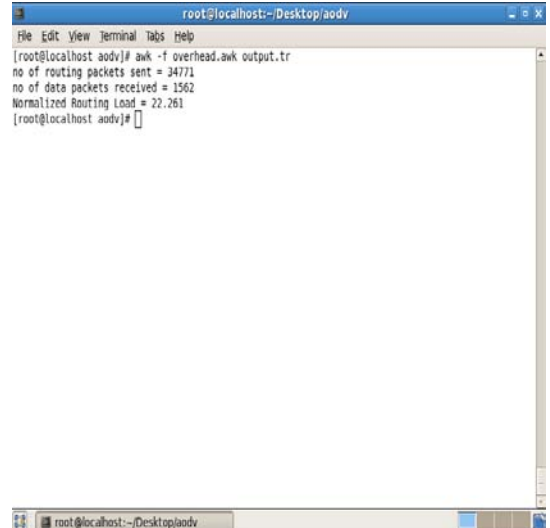 root@localhost:~/Desktop/aodv
File Edit View Terminal Tabs Help
[root@localhost aodv]# awk -f overhead.awk output.tr
no of routing packets sent = 34771
no of data packets received = 1562
Normalized Routing Load = 22.261
[root@localhost aodv]#
root@localhost:~/Desktop/aodv